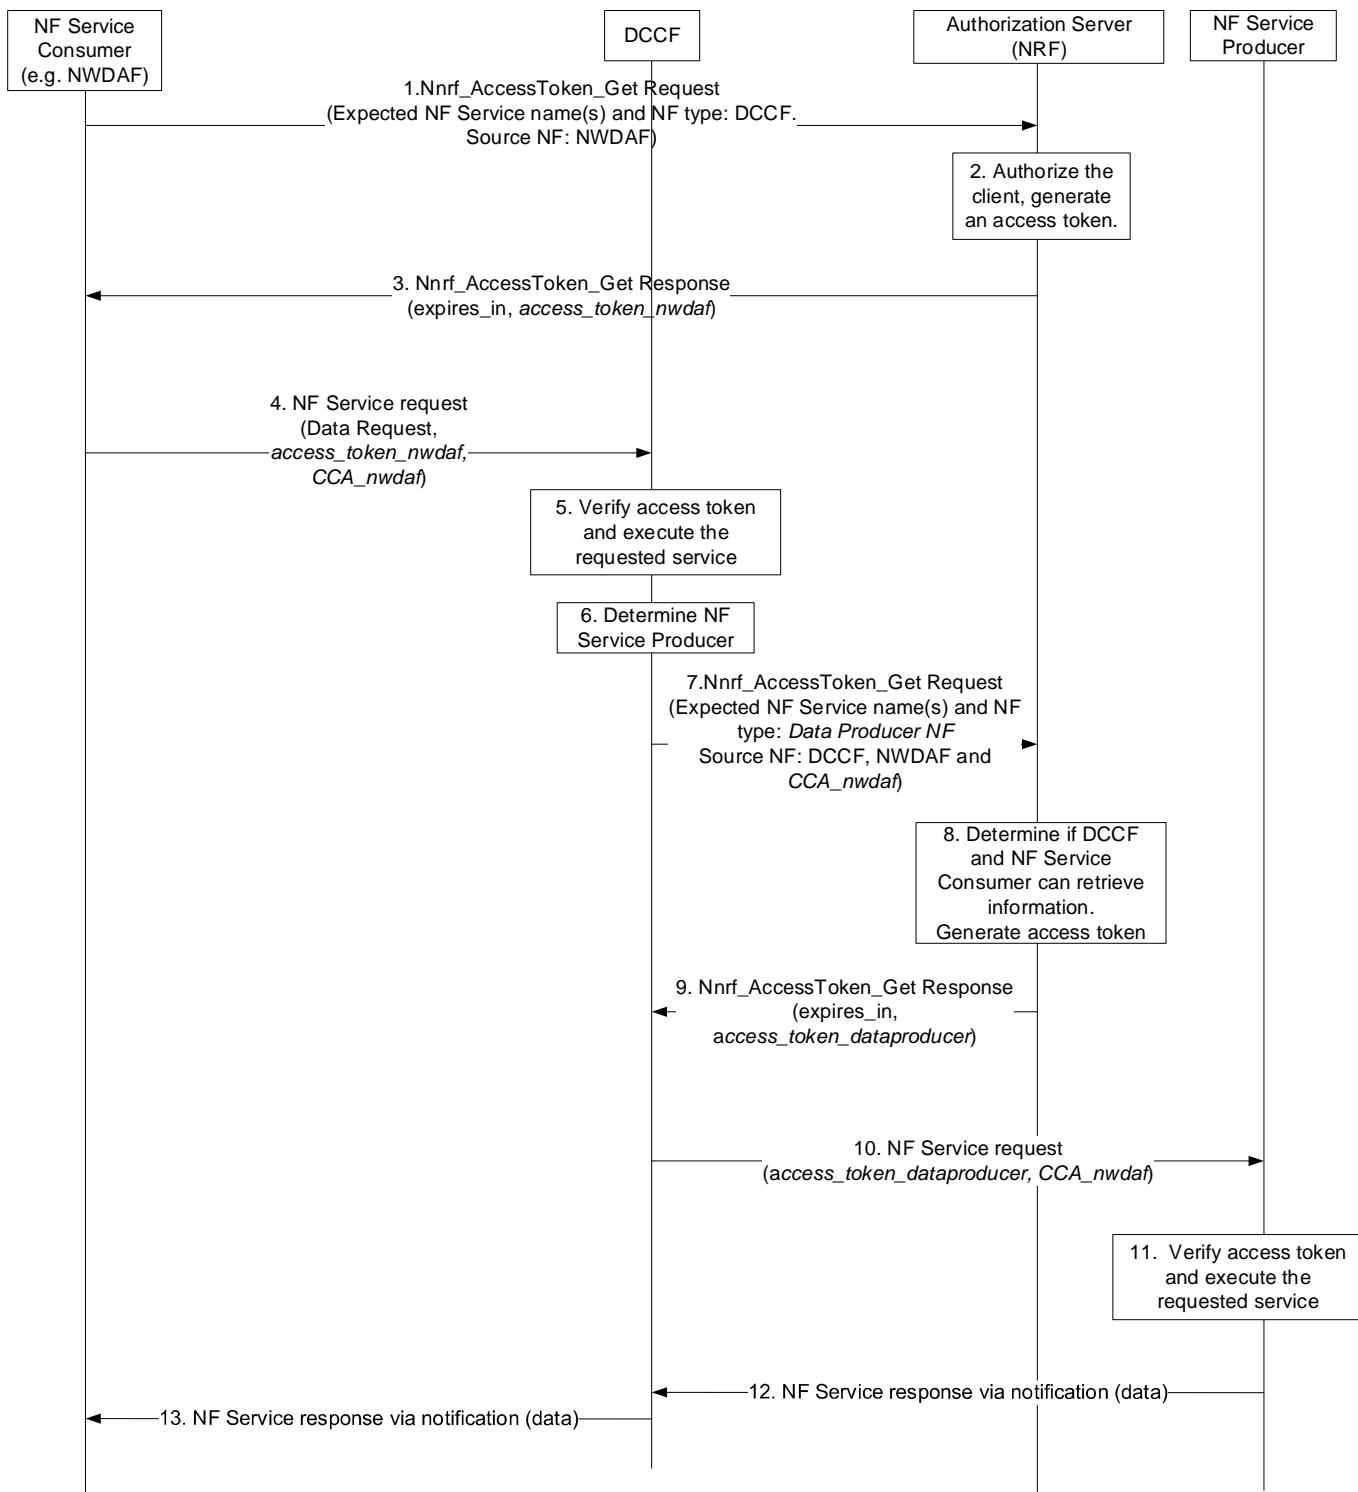 NF Service
Consumer
(e.g. NWDAF)
DCCF
Authorization Server
(NRF)
NF Service
Producer
1.Nnrf_AccessToken_Get Request
(Expected NF Service name(s) and NF type: DCCF.
Source NF: NWDAF)
2. Authorize the
client, generate
an access token.
3. Nnrf_AccessToken_Get Response
(expires_in, access_token_nwdaf)
4. NF Service request
(Data Request,
access_token_nwdaf,
CCA_nwdaf)
5. Verify access token
and execute the
requested service
6. Determine NF
Service Producer
7.Nnrf_AccessToken_Get Request
(Expected NF Service name(s) and NF
type: Data Producer NF
Source NF: DCCF, NWDAF and
CCA_nwdaf)
8. Determine if DCCF
and NF Service
Consumer can retrieve
information.
Generate access token
9. Nnrf_AccessToken_Get Response
(expires_in,
access_token_dataproducer)
10. NF Service request
(access_token_dataproducer, CCA_nwdaf)
11. Verify access token
and execute the
requested service
12. NF Service response via notification (data)
13. NF Service response via notification (data)